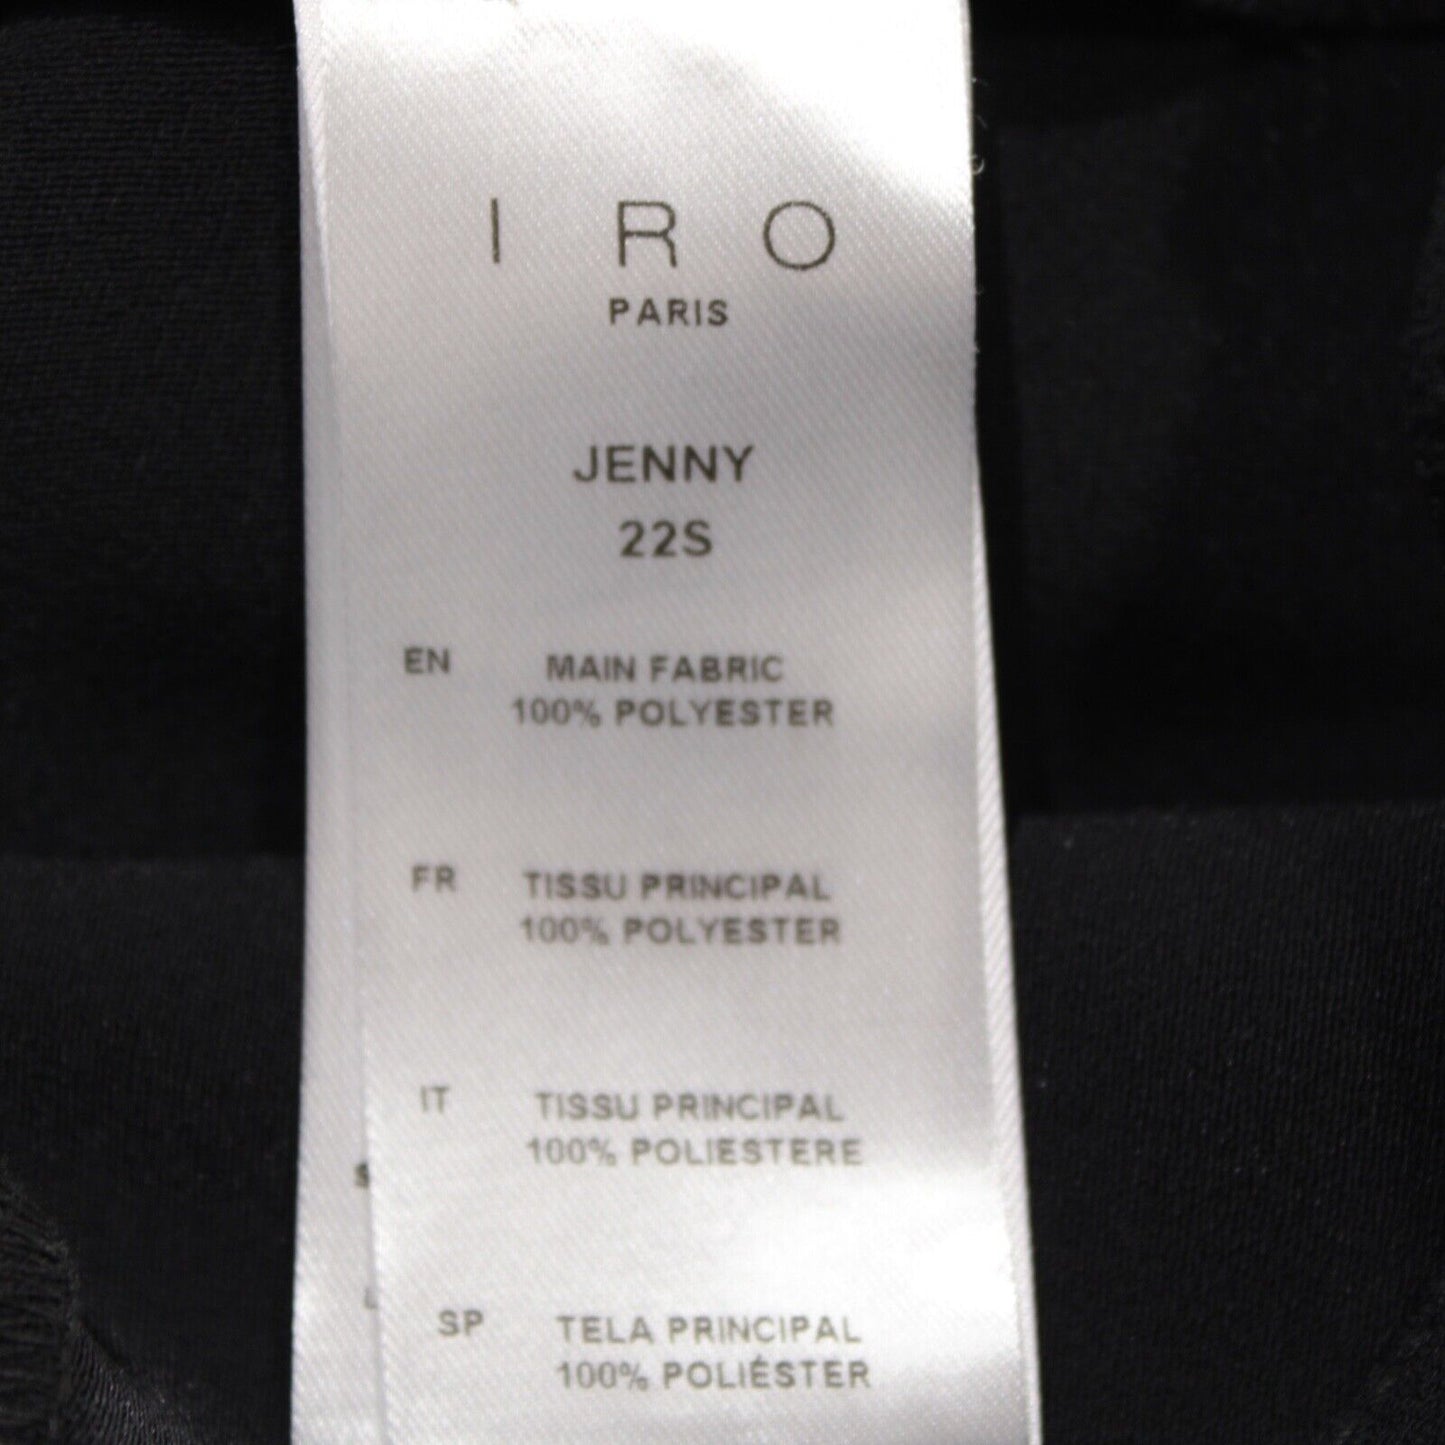 IRO
PARIS
JENNY
22S
EN MAIN FABRIC
100% POLYESTER
FR TISSU PRINCIPAL
100% POLYESTER
IT TISSU PRINCIPAL
100% POLIESTERE
SP TELA PRINCIPAL
100% POLIÉSTER